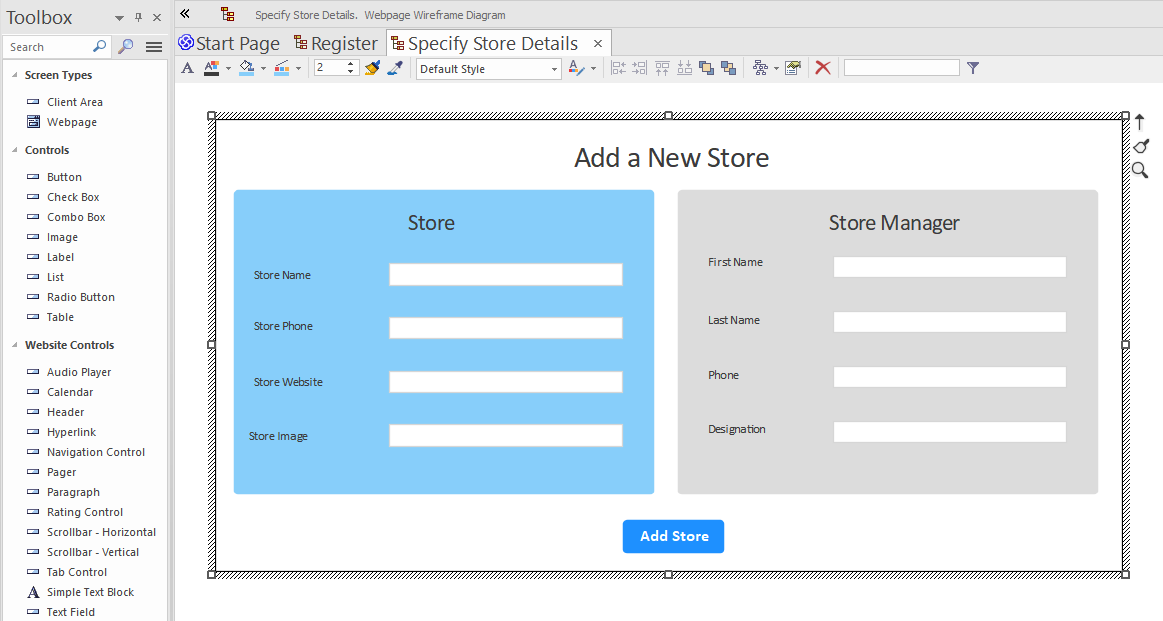 Toolbox
Search
Screen Types
Client Area
Webpage
Controls
Button
Check Box
Combo Box
Image
Label
List
Radio Button
Table
Website Controls
Audio Player
Calendar
Header
Hyperlink
Navigation Control
Pager
Paragraph
Rating Control
Scrollbar - Horizontal
Scrollbar - Vertical
Tab Control
Simple Text Block
Text Field
Specify Store Details. Webpage Wireframe Diagram
Start Page Register Specify Store Details
2 Default Style
Add a New Store
Store
Store Name
Store Phone
Store Website
Store Image
Store Manager
First Name
Last Name
Phone
Designation
Add Store